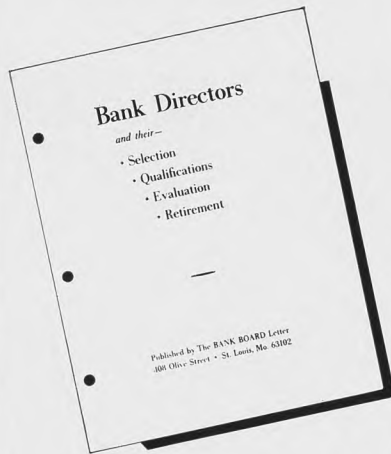 Bank Directors
and their—
• Selection
• Qualifications
• Evaluation
• Retirement
Published by The BANK BOARD Letter
408 Olive Street • St. Louis, Mo. 63102